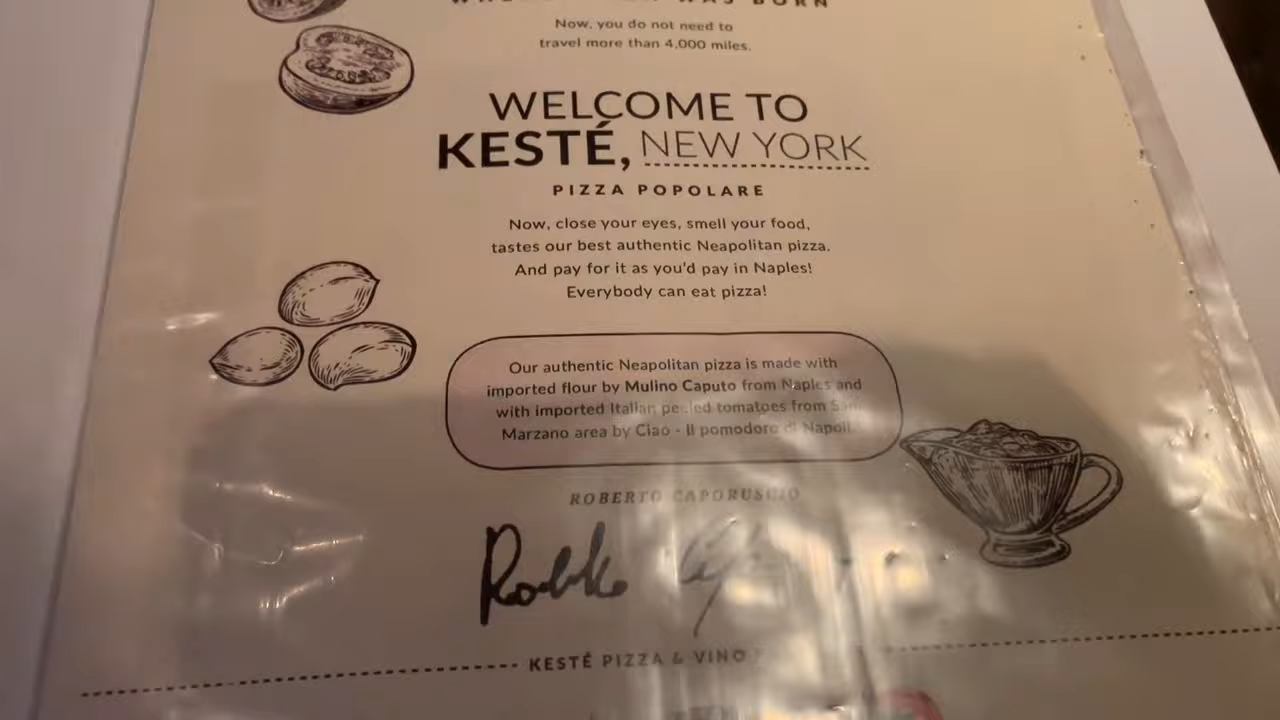 WAS BORN
Now, you do not need to
travel more than 4,000 miles.
WELCOME TO
KESTÉ, NEW YORK
PIZZA POPOLARE
Now, close your eyes, smell your food,
tastes our best authentic Neapolitan pizza.
And pay for it as you'd pay in Naples!
Everybody can eat pizza!
Our authentic Neapolitan pizza is made with
imported flour by Mulino Caputo from Naples and
with imported Italian peeled tomatoes from San
Marzano area by Ciao - Il pomodoro di Napoli.
ROBERTO CAPORUSCIO
KESTÉ PIZZA & VINO